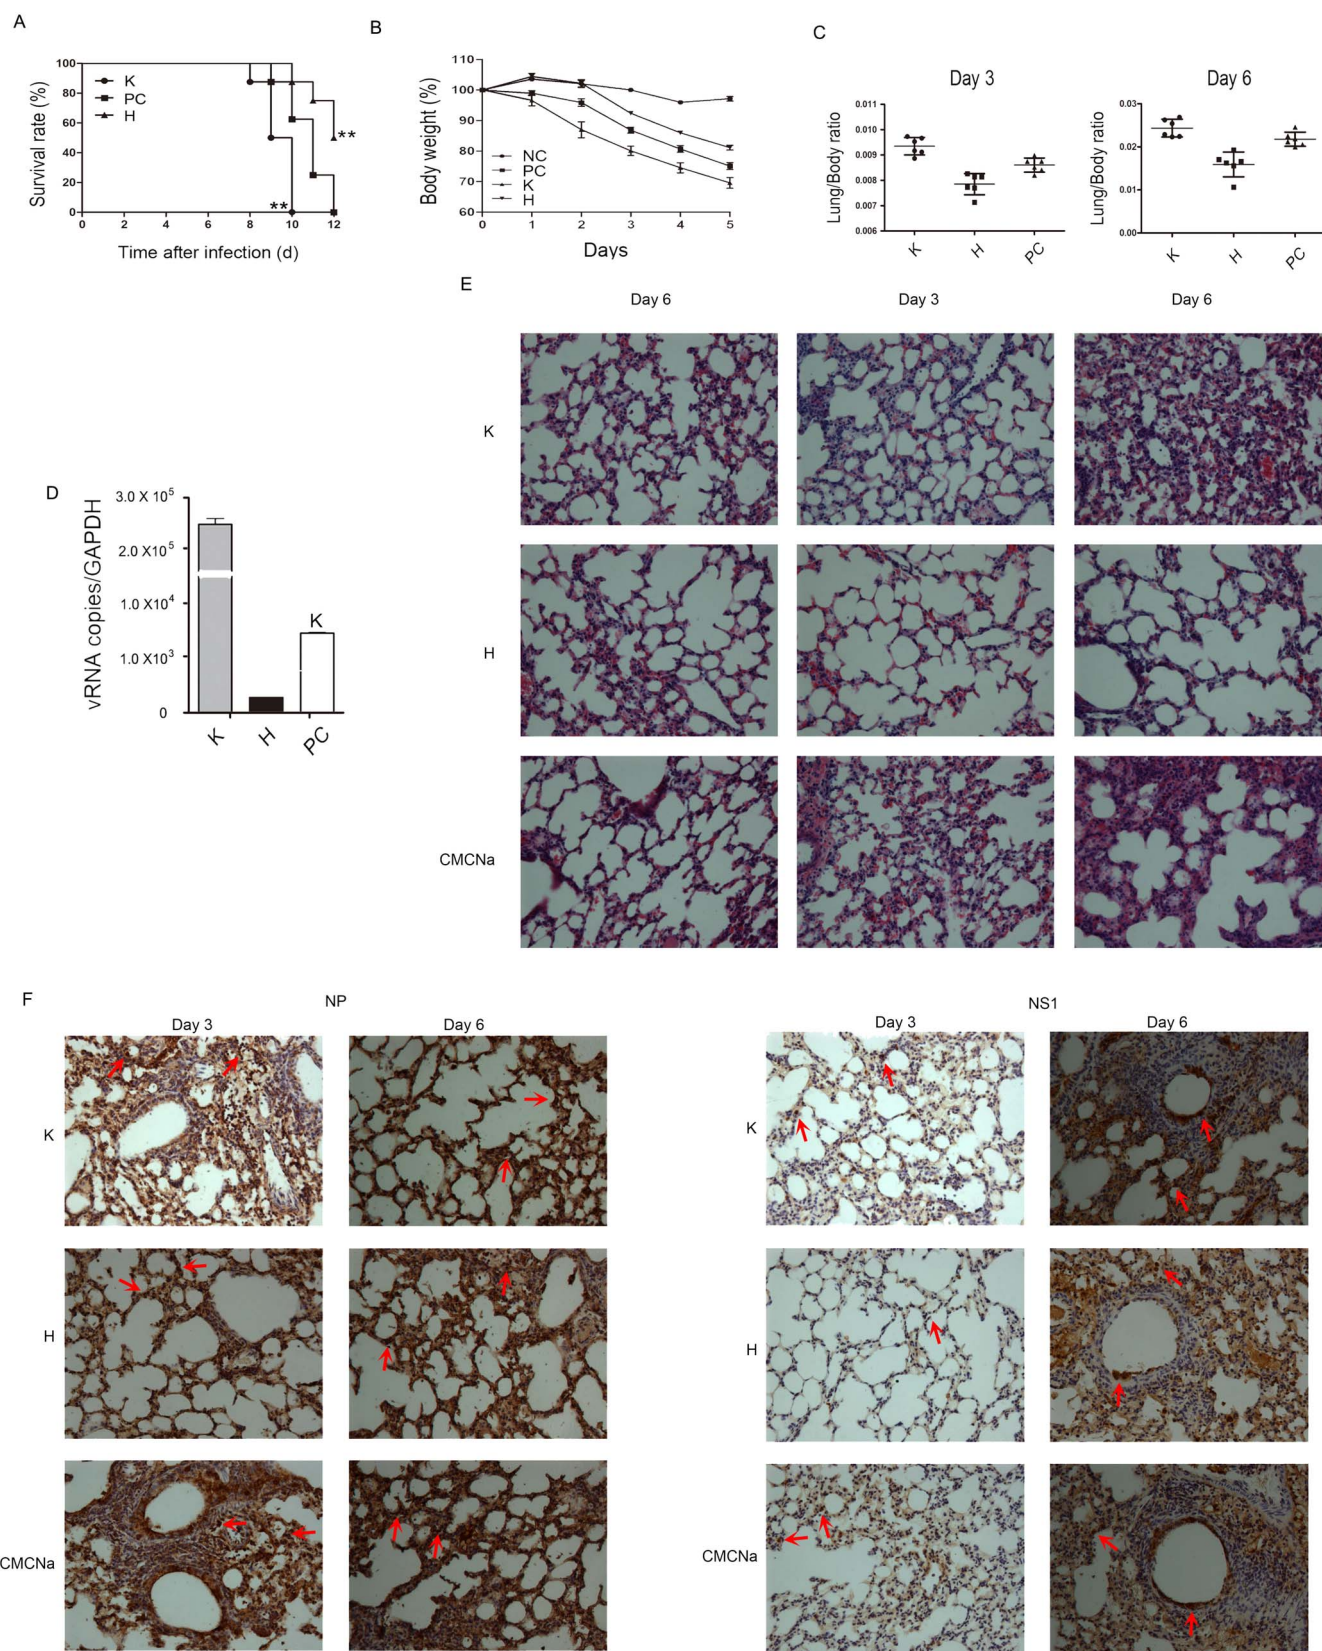 A
Survival rate (%)
100
80
60
40
20
0
K
PC
H
**
**
0 2 4 6 8 10 12
Time after infection (d)
B
Body weight (%)
110
100
90
80
70
60
NC
PC
K
H
0 1 2 3 4 5
Days
C
Day 3
Lung/Body ratio
0.011
0.010
0.009
0.008
0.007
0.006
K H PC
Day 6
Lung/Body ratio
0.03
0.02
0.01
0.00
K H PC
D
vRNA copies/GAPDH
3.0 X 10⁵
2.0 X10⁵
1.0 X10⁴
1.0 X10³
0
K
K H PC
E
Day 6 Day 3 Day 6
K
H
CMCNa
F
NP
Day 3 Day 6
K
H
CMCNa
NS1
Day 3 Day 6
K
H
CMCNa